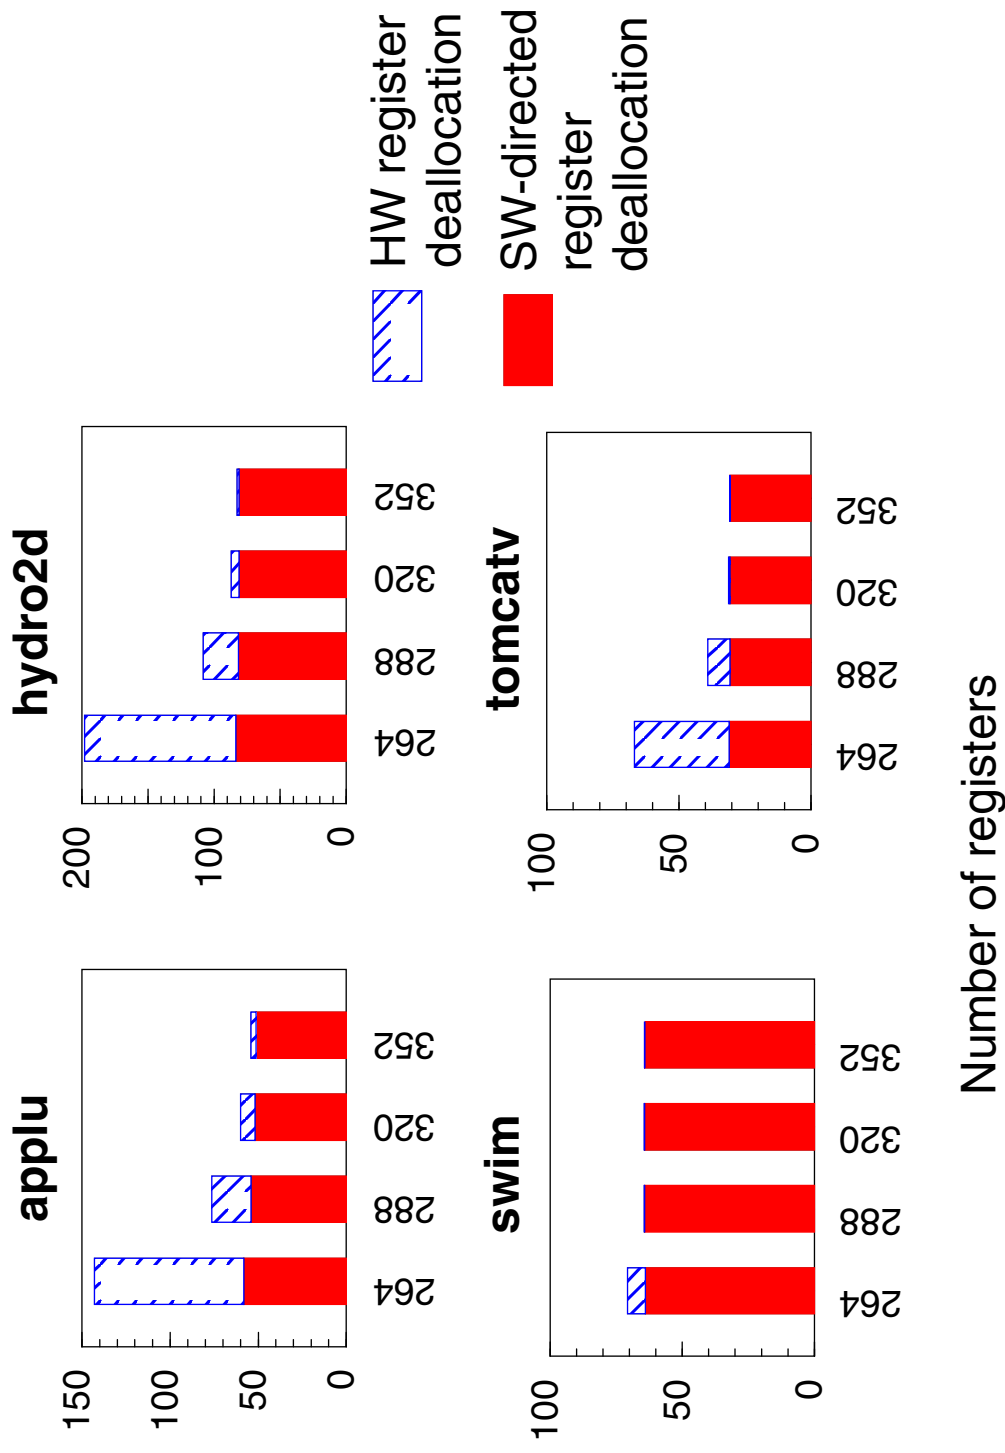 applu
150
100
50
0
264
288
320
352
hydro2d
200
100
0
264
288
320
352
swim
100
50
0
264
288
320
352
tomcatv
100
50
0
264
288
320
352
Number of registers
HW register
deallocation
SW-directed
register
deallocation